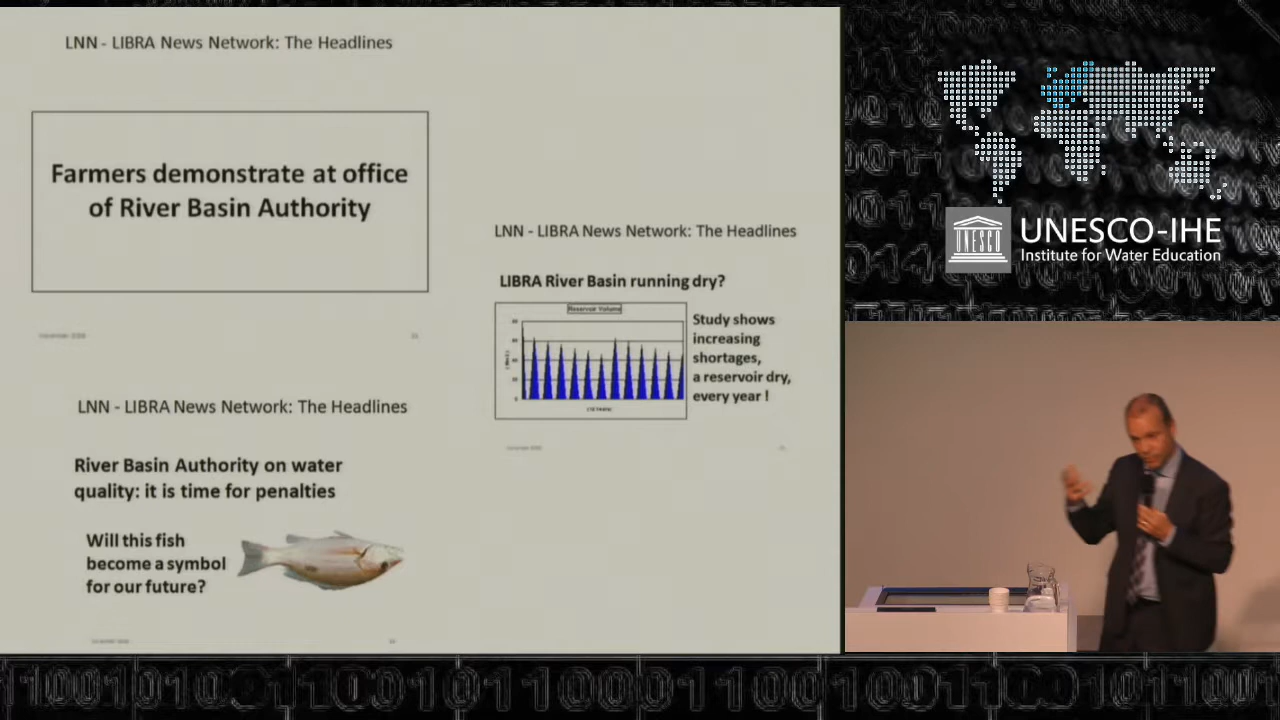 LNN - LIBRA News Network: The Headlines
Farmers demonstrate at office
of River Basin Authority
LNN - LIBRA News Network: The Headlines
LIBRA River Basin running dry?
Reservoir Volume
Study shows
increasing
shortages,
a reservoir dry,
every year !
LNN - LIBRA News Network: The Headlines
River Basin Authority on water
quality: it is time for penalties
Will this fish
become a symbol
for our future?
UNESCO
UNESCO-IHE
Institute for Water Education